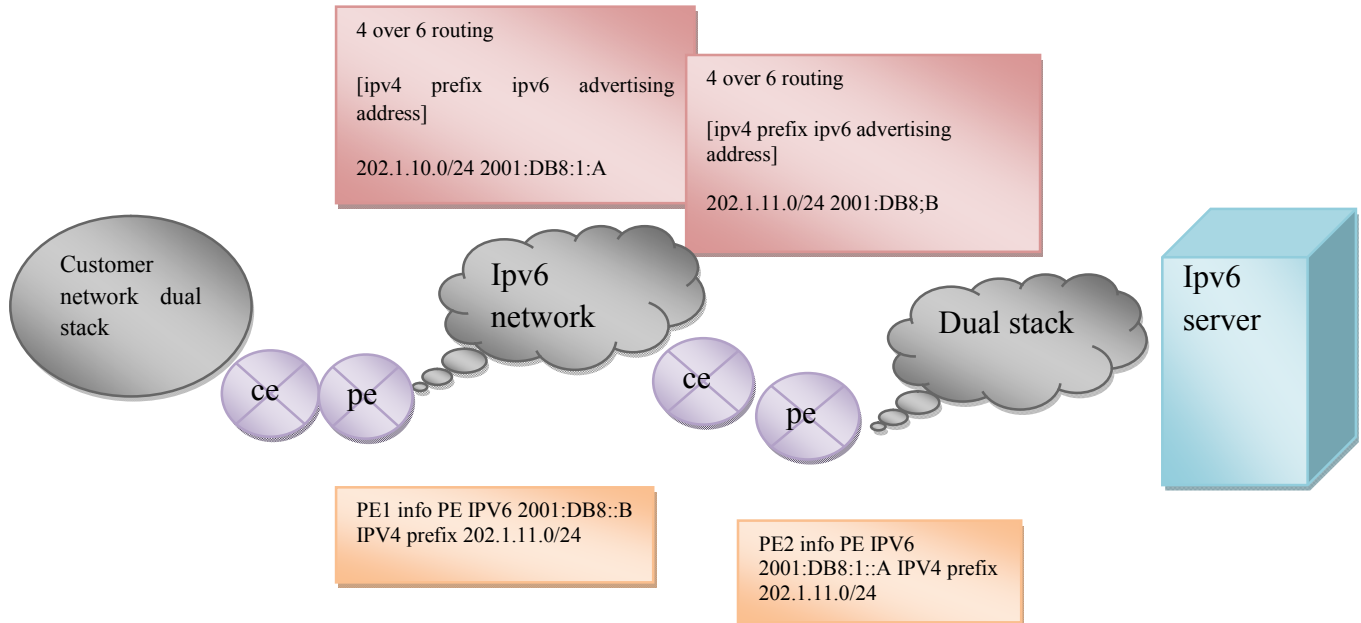 4 over 6 routing
[ipv4 prefix ipv6 advertising
address]
202.1.10.0/24 2001:DB8:1:A
4 over 6 routing
[ipv4 prefix ipv6 advertising
address]
202.1.11.0/24 2001:DB8;B
Customer
network dual
stack
Ipv6
network
Dual stack
Ipv6
server
ce
pe
ce
pe
PE1 info PE IPV6 2001:DB8::B
IPV4 prefix 202.1.11.0/24
PE2 info PE IPV6
2001:DB8:1::A IPV4 prefix
202.1.11.0/24